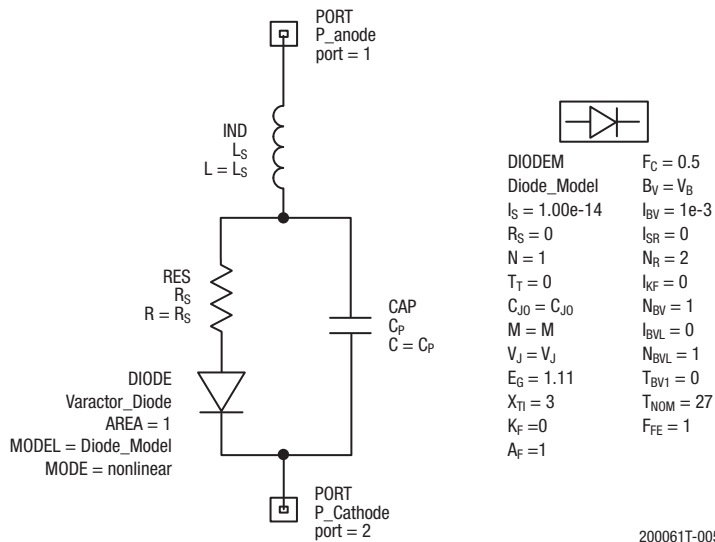 PORT
P_anode
port = 1
IND
LS
L = LS
RES
RS
R = RS
CAP
CP
C = CP
DIODE
Varactor_Diode
AREA = 1
MODEL = Diode_Model
MODE = nonlinear
PORT
P_Cathode
port = 2
DIODEM
Diode_Model
IS = 1.00e-14
RS = 0
N = 1
TT = 0
CJ0 = CJ0
M = M
VJ = VJ
EG = 1.11
XTI = 3
KF =0
AF =1
FC = 0.5
BV = VB
IBV = 1e-3
ISR = 0
NR = 2
IKF = 0
NBV = 1
IBVL = 0
NBVL = 1
TBV1 = 0
TNOM = 27
FFE = 1
200061T-005